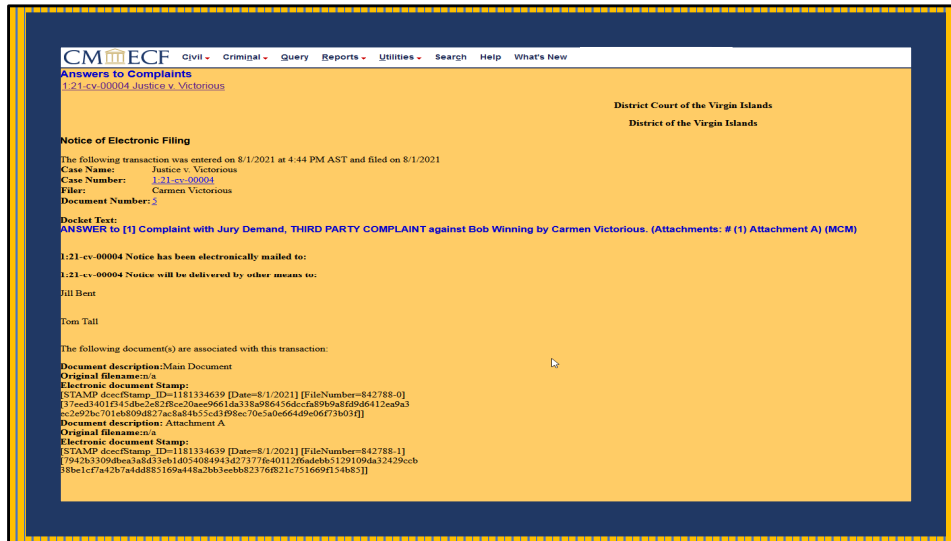 CM ECF Civil Criminal Query Reports Utilities Search Help What's New
Answers to Complaints
1:21-cv-00004 Justice v. Victorious
District Court of the Virgin Islands
District of the Virgin Islands
Notice of Electronic Filing
The following transaction was entered on 8/1/2021 at 4:44 PM AST and filed on 8/1/2021
Case Name: Justice v. Victorious
Case Number: 1:21-cv-00004
Filer: Carmen Victorious
Document Number: 5
Docket Text:
ANSWER to [1] Complaint with Jury Demand, THIRD PARTY COMPLAINT against Bob Winning by Carmen Victorious. (Attachments: # (1) Attachment A) (MCM)
1:21-cv-00004 Notice has been electronically mailed to:
1:21-cv-00004 Notice will be delivered by other means to:
Jill Bent
Tom Tall
The following document(s) are associated with this transaction:
Document description:Main Document
Original filename:n/a
Electronic document Stamp:
[STAMP dcecfStamp_ID=1181334639 [Date=8/1/2021] [FileNumber=842788-0]
[37eed3401f345dbe2e82f8ce20aee9661da338a986456dccfa89b9a8fd9d6412ea9a3
ec2e92bc701eb809d827ac8a84b55cd3f98ec70e5a0e664d9e06f73b03f]]
Document description: Attachment A
Original filename:n/a
Electronic document Stamp:
[STAMP dcecfStamp_ID=1181334639 [Date=8/1/2021] [FileNumber=842788-1]
[7942b3309dbea3a8d33eb1d054084943d27377fe40112f6adebb5129109da32429ccb
38be1cf7a42b7a4dd885169a448a2bb3eebb82376f821c751669f154b85]]